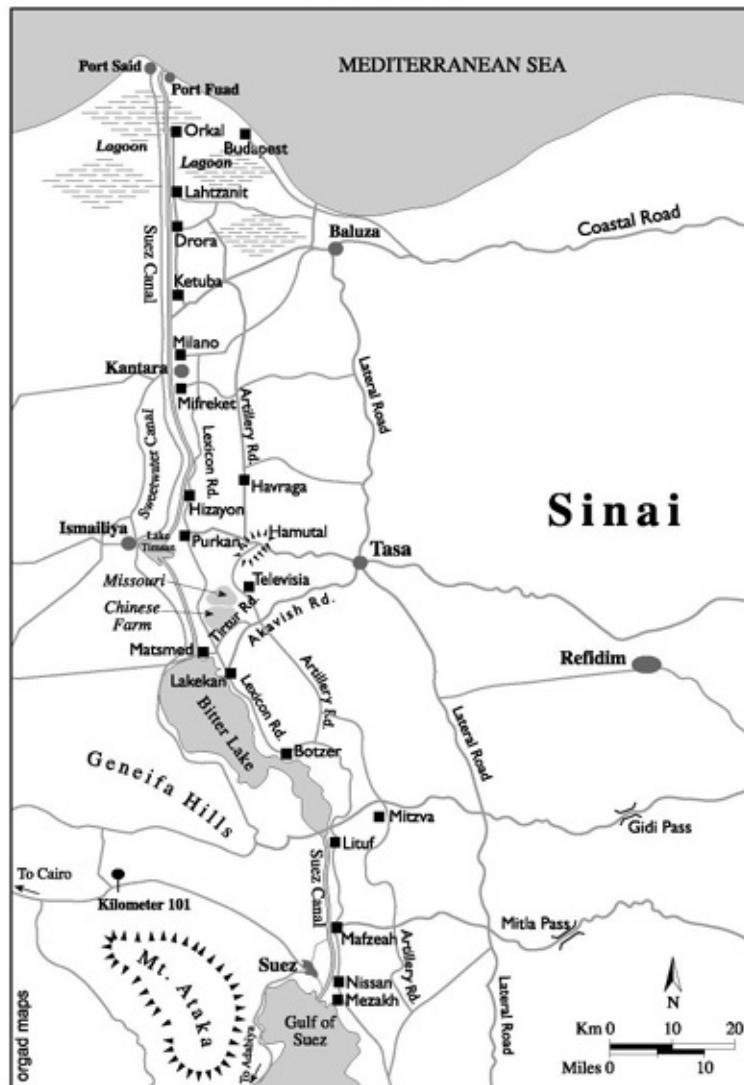 MEDITERRANEAN SEA
Port Said
Port Fuad
Orkal
Budapest
Lagoon
Lagoon
Lahtzanit
Drora
Baluza
Coastal Road
Suez Canal
Ketuba
Milano
Kantara
Mifreket
Lateral Road
Artillery Rd.
Lexicon Rd.
Sweetwater Canal
Havraga
Hizayon
Sinai
Ismailiya
Lake
Timsah
Purkan
Hamutal
Tasa
Missouri
Televisia
Chinese
Farm
Tirtur Rd.
Akavish Rd.
Matsmed
Refidim
Lakekan
Lexicon Rd.
Artillery Rd.
Bitter Lake
Lateral Road
Botzer
Geneifa Hills
Mitzva
Gidi Pass
Lituf
Suez Canal
To Cairo
Kilometer 101
Mitla Pass
Mafzeah
Artillery Rd.
Mt. Ataka
Suez
Nissan
Mezakh
Lateral Road
N
Gulf of
Suez
To Adabiya
Km 0 10 20
Miles 0 10
orgad maps